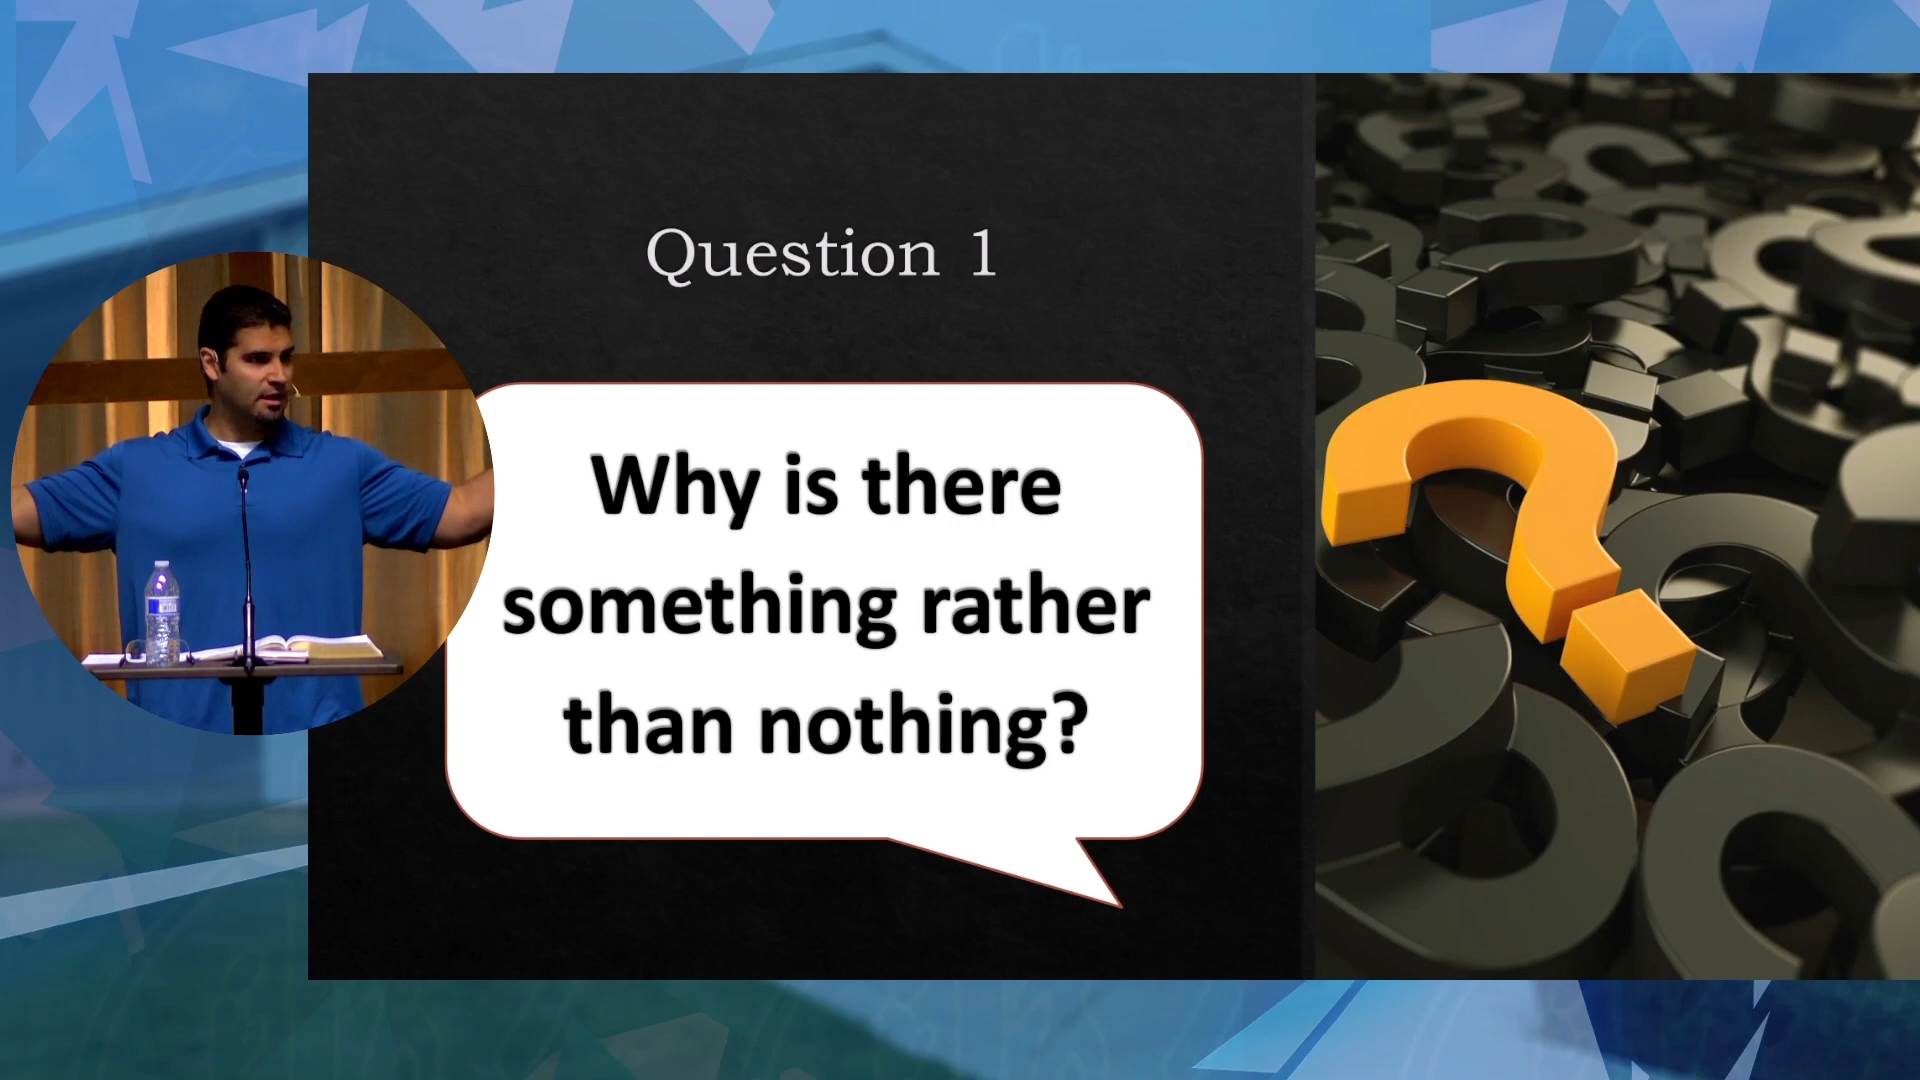 Question 1
Why is there
something rather
than nothing?